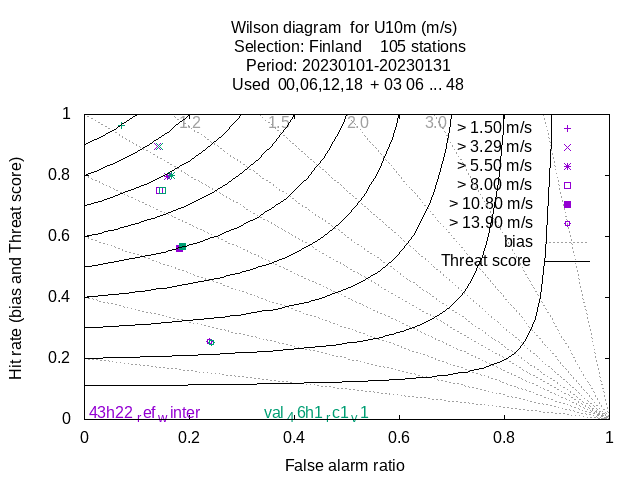 Wilson diagram  for U10m (m/s)
Selection: Finland    105 stations
Period: 20230101-20230131
Used  00,06,12,18  + 03 06 ... 48
Hit rate (bias and Threat score)
1
0.8
0.6
0.4
0.2
0
1.2
1.5
2.0
3.0
> 1.50 m/s
> 3.29 m/s
> 5.50 m/s
> 8.00 m/s
> 10.80 m/s
> 13.90 m/s
bias
Threat score
43h22_ref_winter
val_46h1_rc1_v1
0 0.2 0.4 0.6 0.8 1
False alarm ratio